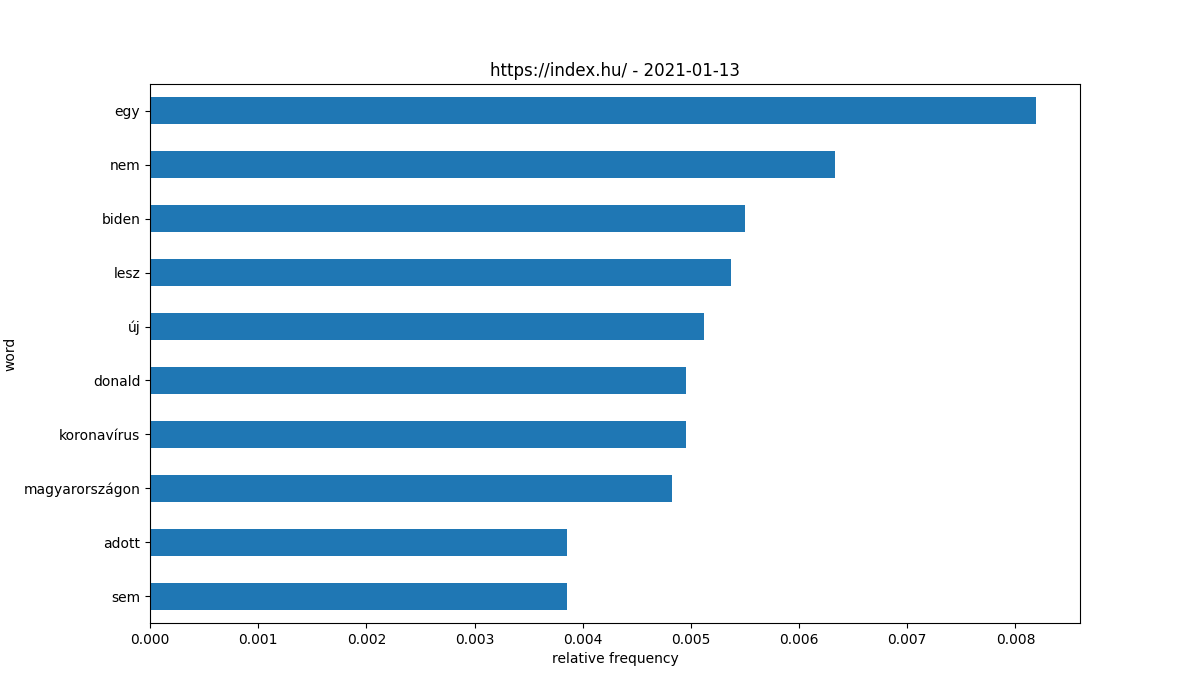 https://index.hu/ - 2021-01-13
egy
nem
biden
lesz
új
donald
koronavírus
magyarországon
adott
sem
word
0.000 0.001 0.002 0.003 0.004 0.005 0.006 0.007 0.008
relative frequency